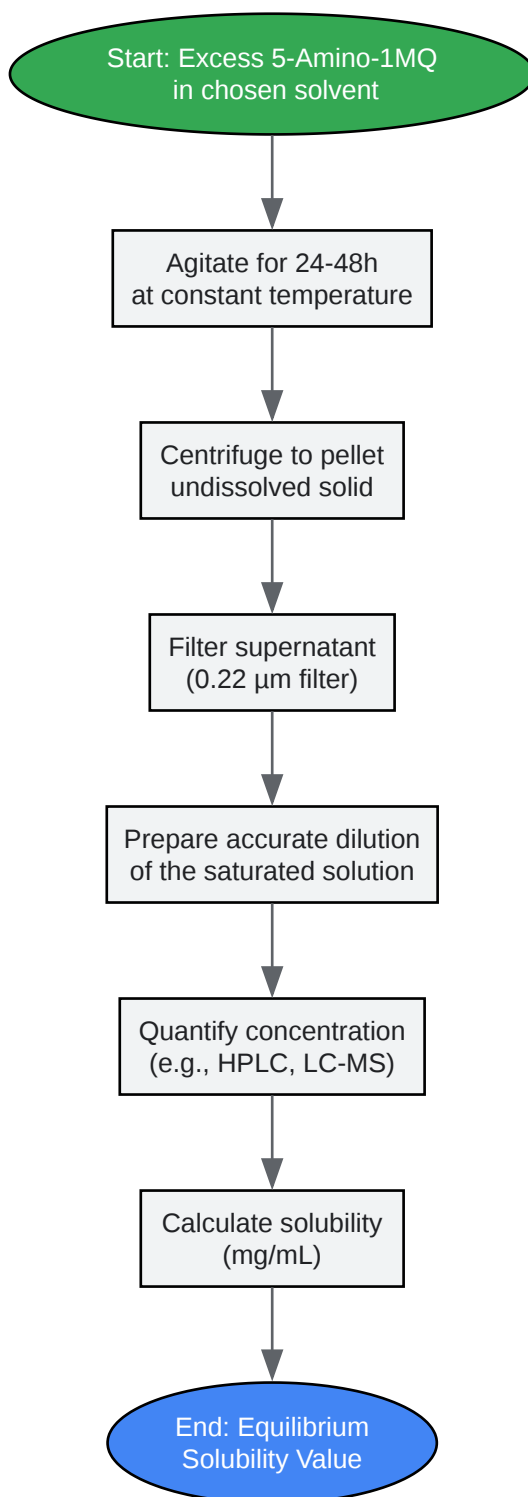 Start: Excess 5-Amino-1MQ
in chosen solvent
Agitate for 24-48h
at constant temperature
Centrifuge to pellet
undissolved solid
Filter supernatant
(0.22 µm filter)
Prepare accurate dilution
of the saturated solution
Quantify concentration
(e.g., HPLC, LC-MS)
Calculate solubility
(mg/mL)
End: Equilibrium
Solubility Value